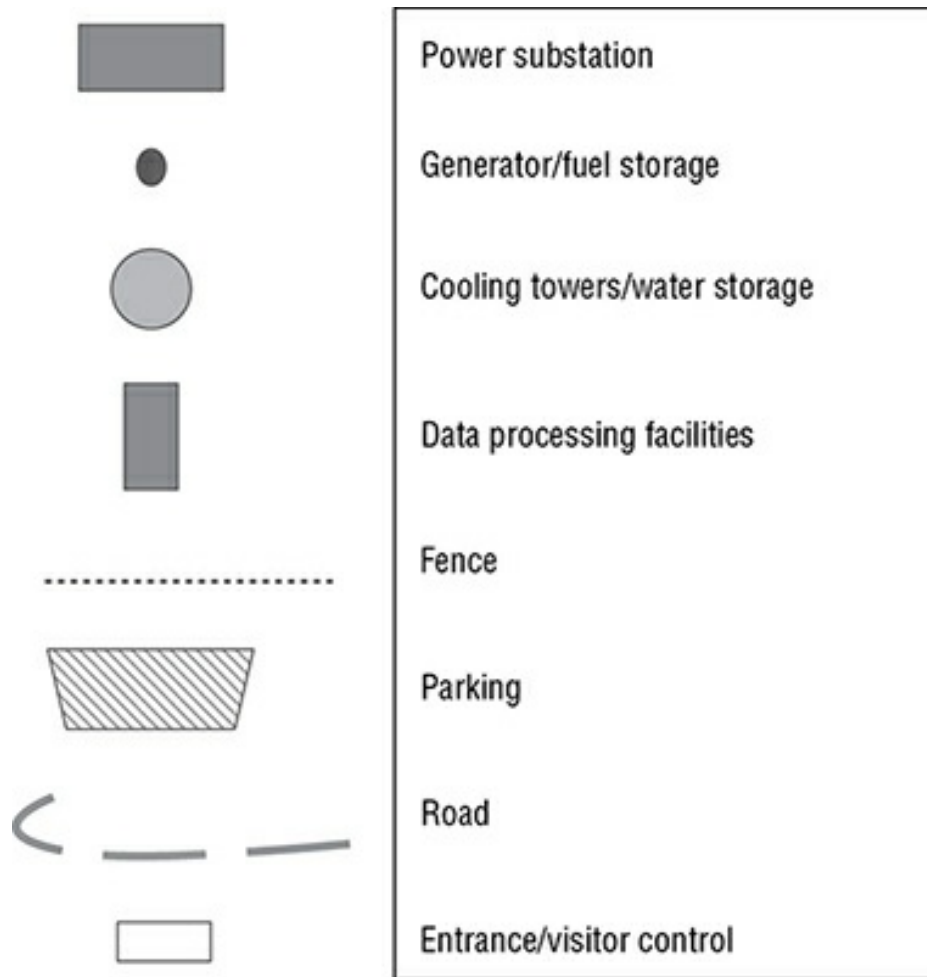 Power substation
Generator/fuel storage
Cooling towers/water storage
Data processing facilities
Fence
Parking
Road
Entrance/visitor control